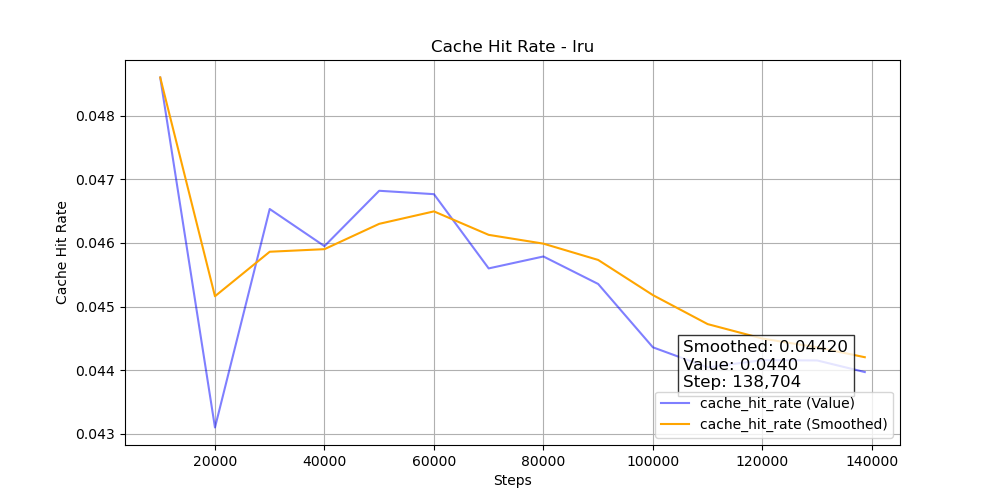 Cache Hit Rate - lru
0.048
0.047
0.046
0.045
0.044
0.043
Cache Hit Rate
Smoothed: 0.04420
Value: 0.0440
Step: 138,704
cache_hit_rate (Value)
cache_hit_rate (Smoothed)
20000 40000 60000 80000 100000 120000 140000
Steps